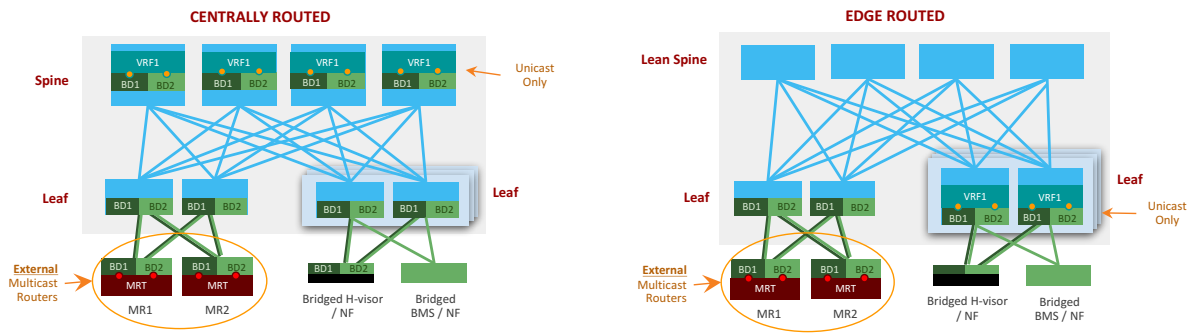 CENTRALLY ROUTED
VRF1 VRF1 VRF1 VRF1
BD1 BD2 BD1 BD2 BD1 BD2 BD1 BD2
Spine
Unicast
Only
Leaf
BD1 BD2 BD1 BD2
BD1 BD2 BD1 BD2
Leaf
External
Multicast
Routers
BD1 BD2 BD1 BD2
MRT MRT
MR1 MR2
BD1 BD2
Bridged H-visor
/ NF
Bridged
BMS / NF
EDGE ROUTED
Lean Spine
Leaf
BD1 BD2 BD1 BD2
VRF1 VRF1
BD1 BD2 BD1 BD2
Leaf
Unicast
Only
External
Multicast
Routers
BD1 BD2 BD1 BD2
MRT MRT
MR1 MR2
Bridged H-visor
/ NF
Bridged
BMS / NF